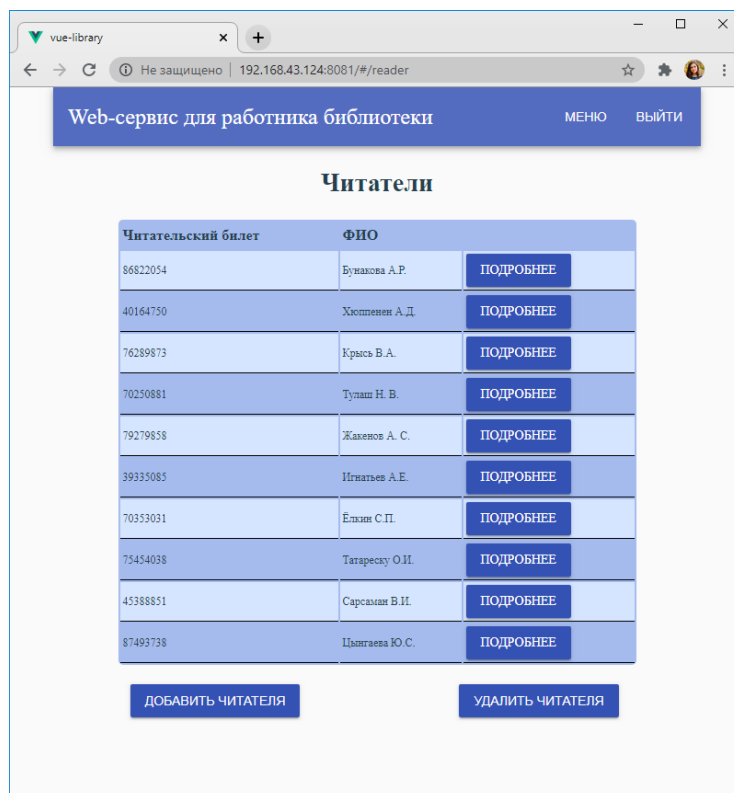 vue-library
Не защищено | 192.168.43.124:8081/#/reader
Web-сервис для работника библиотеки МЕНЮ ВЫЙТИ
Читатели
Читательский билет ФИО
86822054 Бунакова А.Р. ПОДРОБНЕЕ
40164750 Хюппенен А.Д. ПОДРОБНЕЕ
76289873 Крысь В.А. ПОДРОБНЕЕ
70250881 Тулаш Н. В. ПОДРОБНЕЕ
79279858 Жакенов А. С. ПОДРОБНЕЕ
39335085 Игнатьев А.Е. ПОДРОБНЕЕ
70353031 Ёлкин С.П. ПОДРОБНЕЕ
75454038 Татареску О.И. ПОДРОБНЕЕ
45388851 Сарсаман В.И. ПОДРОБНЕЕ
87493738 Цынгаева Ю.С. ПОДРОБНЕЕ
ДОБАВИТЬ ЧИТАТЕЛЯ УДАЛИТЬ ЧИТАТЕЛЯ